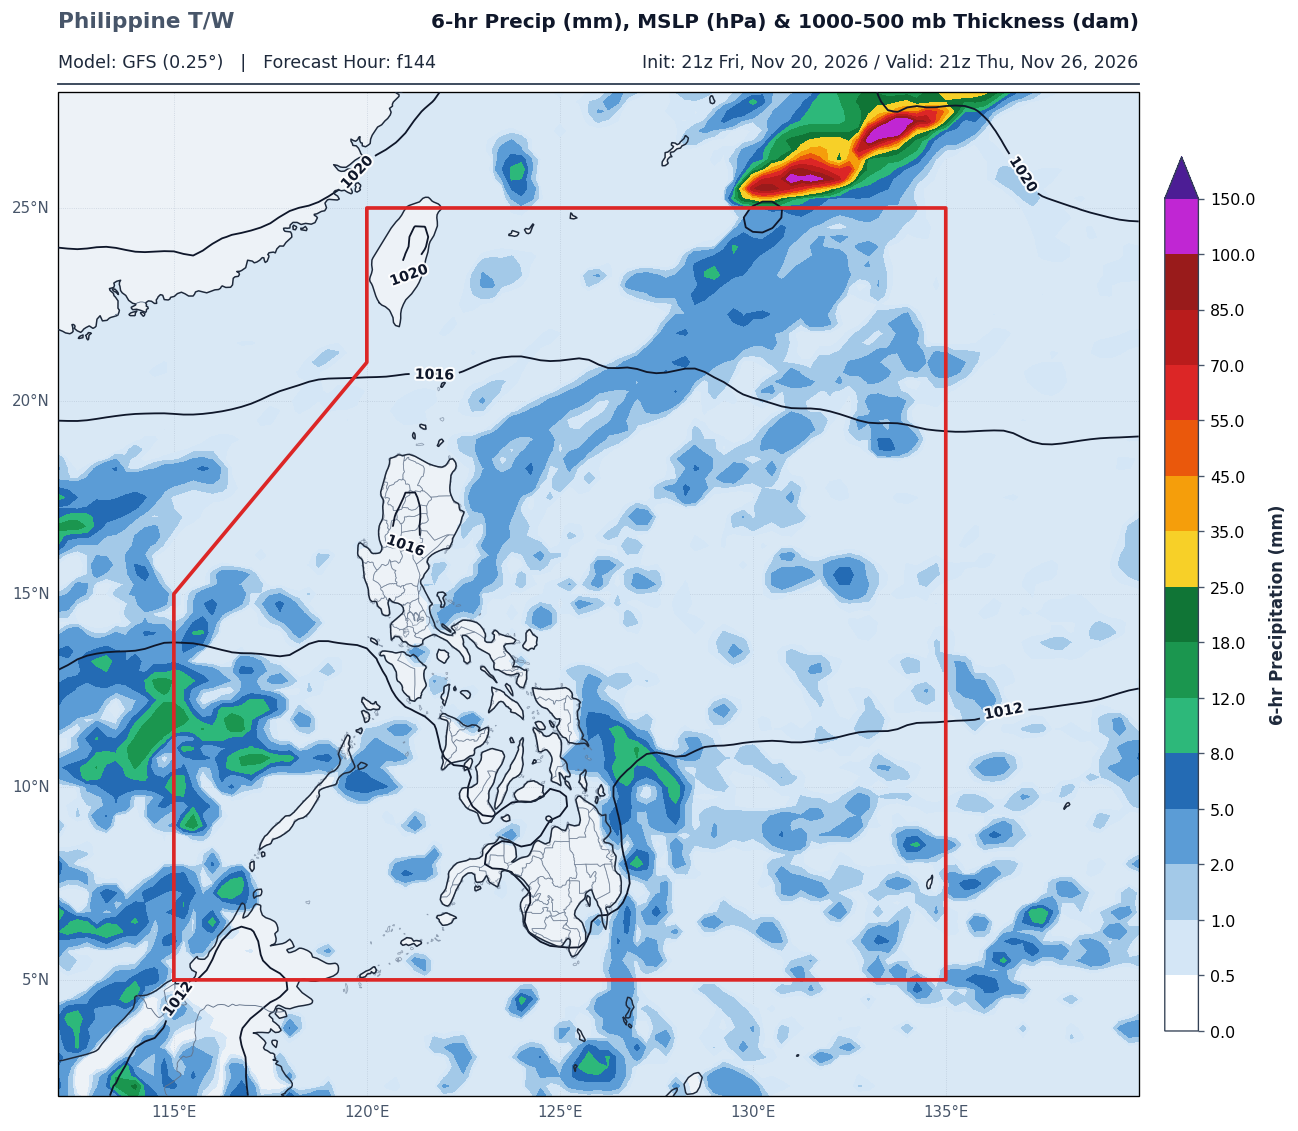 Philippine T/W
6-hr Precip (mm), MSLP (hPa) & 1000-500 mb Thickness (dam)
Model: GFS (0.25°) | Forecast Hour: f144
Init: 21z Fri, Nov 20, 2026 / Valid: 21z Thu, Nov 26, 2026
1020
1020
1020
1016
1016
1012
1012
25°N
20°N
15°N
10°N
5°N
115°E
120°E
125°E
130°E
135°E
150.0
100.0
85.0
70.0
55.0
45.0
35.0
25.0
18.0
12.0
8.0
5.0
2.0
1.0
0.5
0.0
6-hr Precipitation (mm)